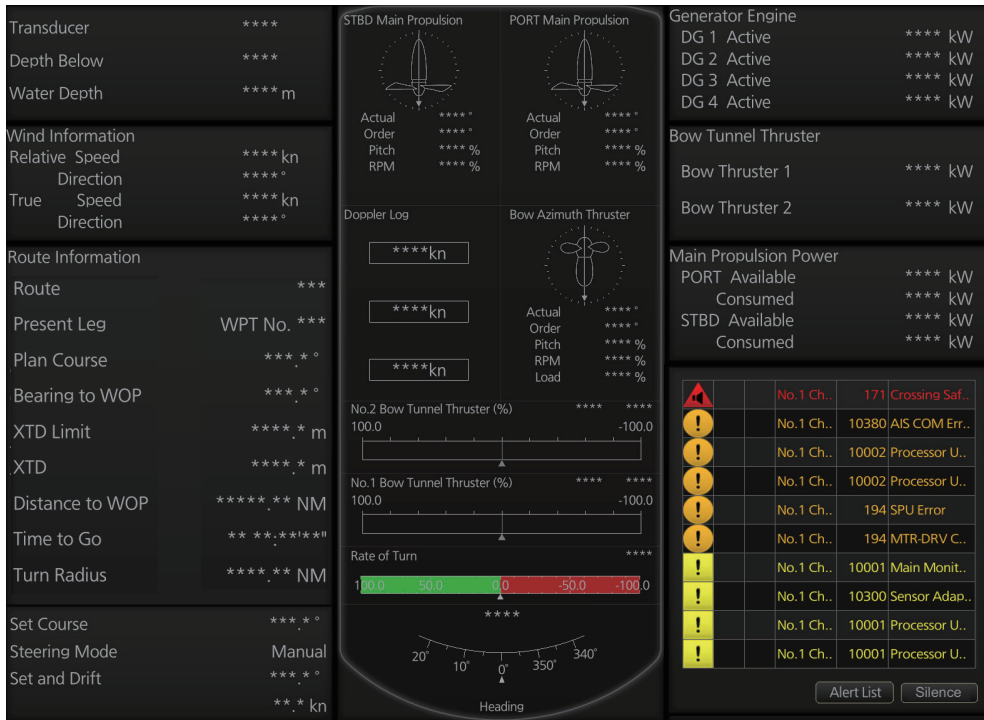 Transducer ****
Depth Below ****
Water Depth **** m
Wind Information
Relative Speed **** kn
Direction **** °
True Speed **** kn
Direction **** °
Route Information
Route ***
Present Leg WPT No. ***
Plan Course ***.* °
Bearing to WOP ***.* °
XTD Limit ****.* m
XTD ****.* m
Distance to WOP *****.** NM
Time to Go ** **:**'**"
Turn Radius ****.** NM
Set Course ***.* °
Steering Mode Manual
Set and Drift ***.* °
**.* kn
STBD Main Propulsion
Actual **** °
Order **** °
Pitch **** %
RPM **** %
PORT Main Propulsion
Actual **** °
Order **** °
Pitch **** %
RPM **** %
Doppler Log
****kn
****kn
****kn
Bow Azimuth Thruster
Actual **** °
Order **** °
Pitch **** %
RPM **** %
Load **** %
No.2 Bow Tunnel Thruster (%) **** ****
100.0 -100.0
No.1 Bow Tunnel Thruster (%) **** ****
100.0 -100.0
Rate of Turn ****
100.0 50.0 0.0 -50.0 -100.0
****
20° 10° 0° 350° 340°
Heading
Generator Engine
DG 1 Active **** kW
DG 2 Active **** kW
DG 3 Active **** kW
DG 4 Active **** kW
Bow Tunnel Thruster
Bow Thruster 1 **** kW
Bow Thruster 2 **** kW
Main Propulsion Power
PORT Available **** kW
Consumed **** kW
STBD Available **** kW
Consumed **** kW
No.1 Ch.. 171 Crossing Saf..
! No.1 Ch.. 10380 AIS COM Err..
! No.1 Ch.. 10002 Processor U..
! No.1 Ch.. 10002 Processor U..
! No.1 Ch.. 194 SPU Error
! No.1 Ch.. 194 MTR-DRV C..
! No.1 Ch.. 10001 Main Monit..
! No.1 Ch.. 10300 Sensor Adap..
! No.1 Ch.. 10001 Processor U..
! No.1 Ch.. 10001 Processor U..
Alert List Silence